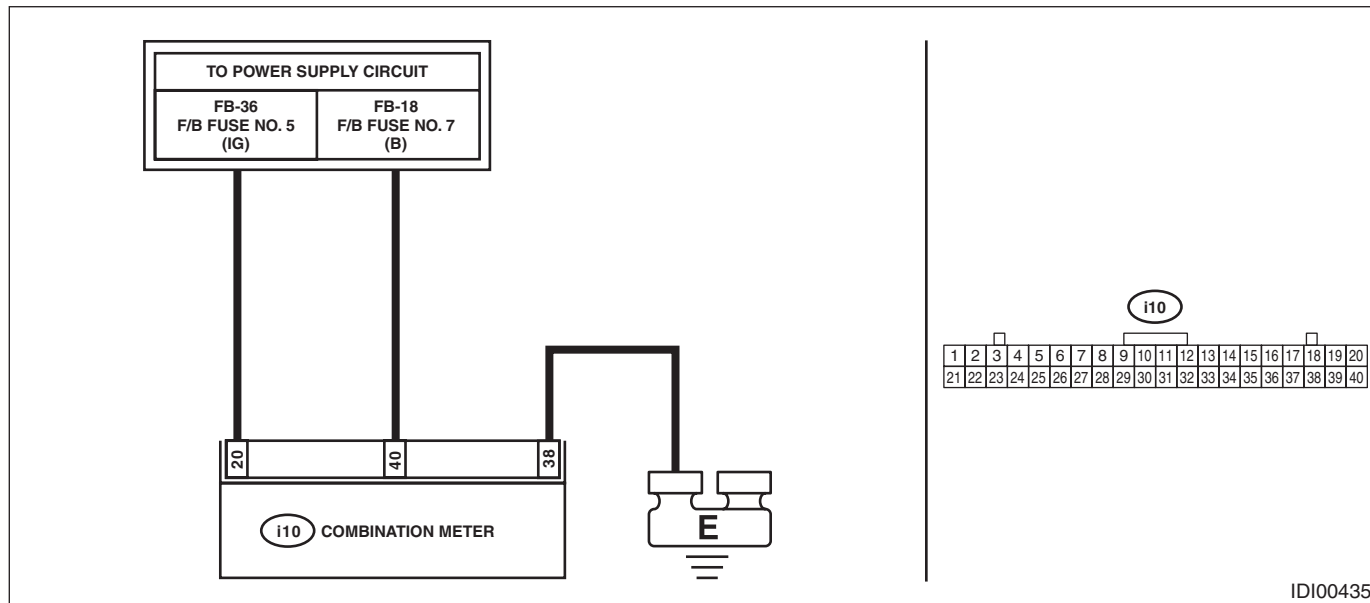 TO POWER SUPPLY CIRCUIT
FB-36
F/B FUSE NO. 5
(IG)
FB-18
F/B FUSE NO. 7
(B)
20
40
38
i10 COMBINATION METER
E
i10
1 2 3 4 5 6 7 8 9 10 11 12 13 14 15 16 17 18 19 20
21 22 23 24 25 26 27 28 29 30 31 32 33 34 35 36 37 38 39 40
IDI00435